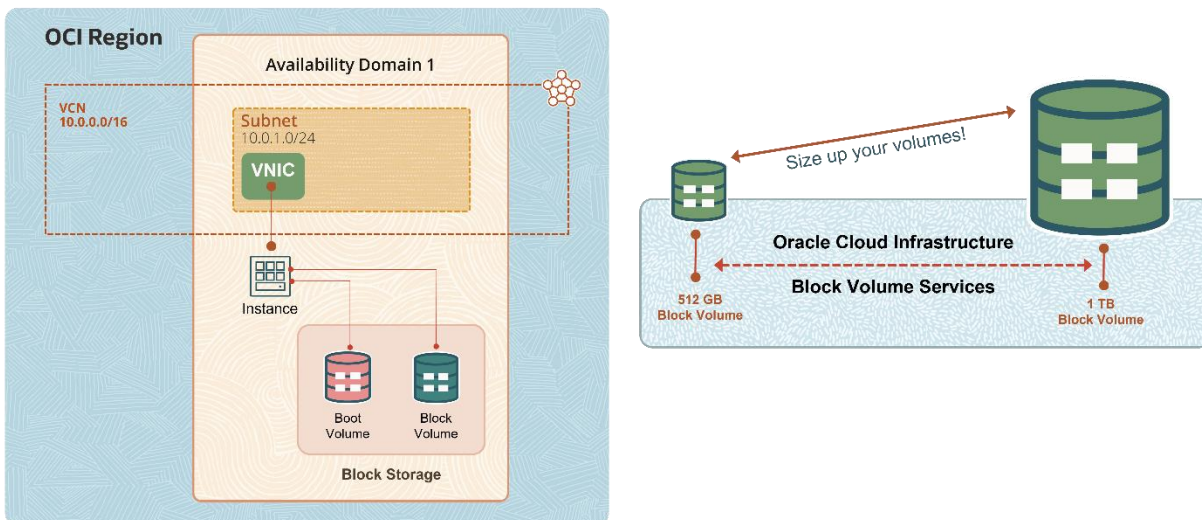 OCI Region
Availability Domain 1
VCN
10.0.0.0/16
Subnet
10.0.1.0/24
VNIC
Instance
Boot
Volume
Block
Volume
Block Storage
Size up your volumes!
Oracle Cloud Infrastructure
Block Volume Services
512 GB
Block Volume
1 TB
Block Volume